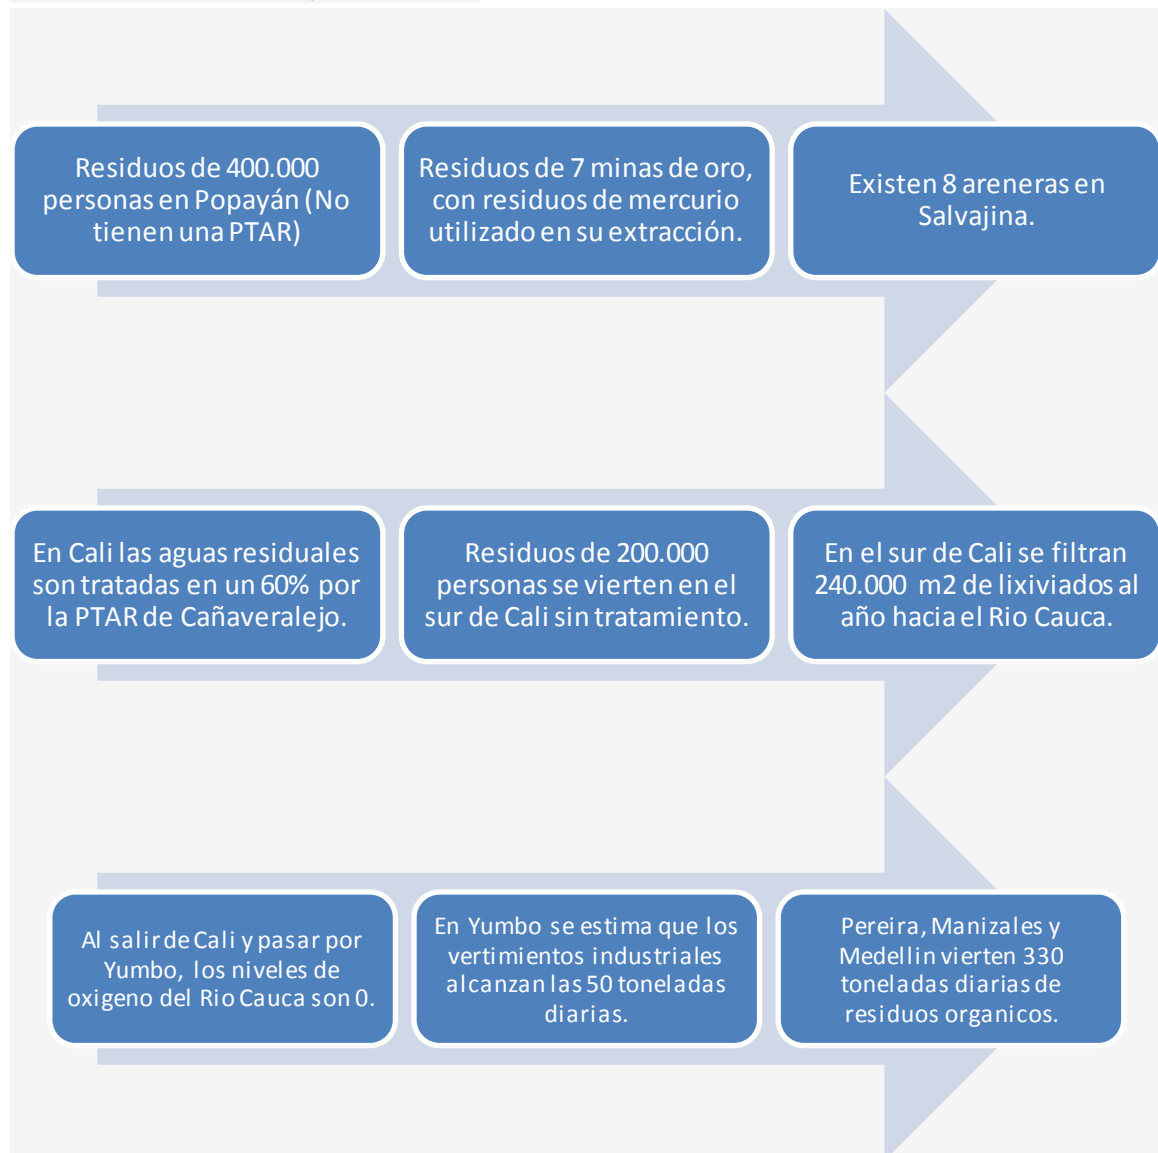 Residuos de 400.000
personas en Popayán (No
tienen una PTAR)
Residuos de 7 minas de oro,
con residuos de mercurio
utilizado en su extracción.
Existen 8 areneras en
Salvajina.
En Cali las aguas residuales
son tratadas en un 60% por
la PTAR de Cañaveralejo.
Residuos de 200.000
personas se vierten en el
sur de Cali sin tratamiento.
En el sur de Cali se filtran
240.000 m2 de lixiviados al
año hacia el Rio Cauca.
Al salir de Cali y pasar por
Yumbo, los niveles de
oxigeno del Rio Cauca son 0.
En Yumbo se estima que los
vertimientos industriales
alcanzan las 50 toneladas
diarias.
Pereira, Manizales y
Medellin vierten 330
toneladas diarias de
residuos organicos.